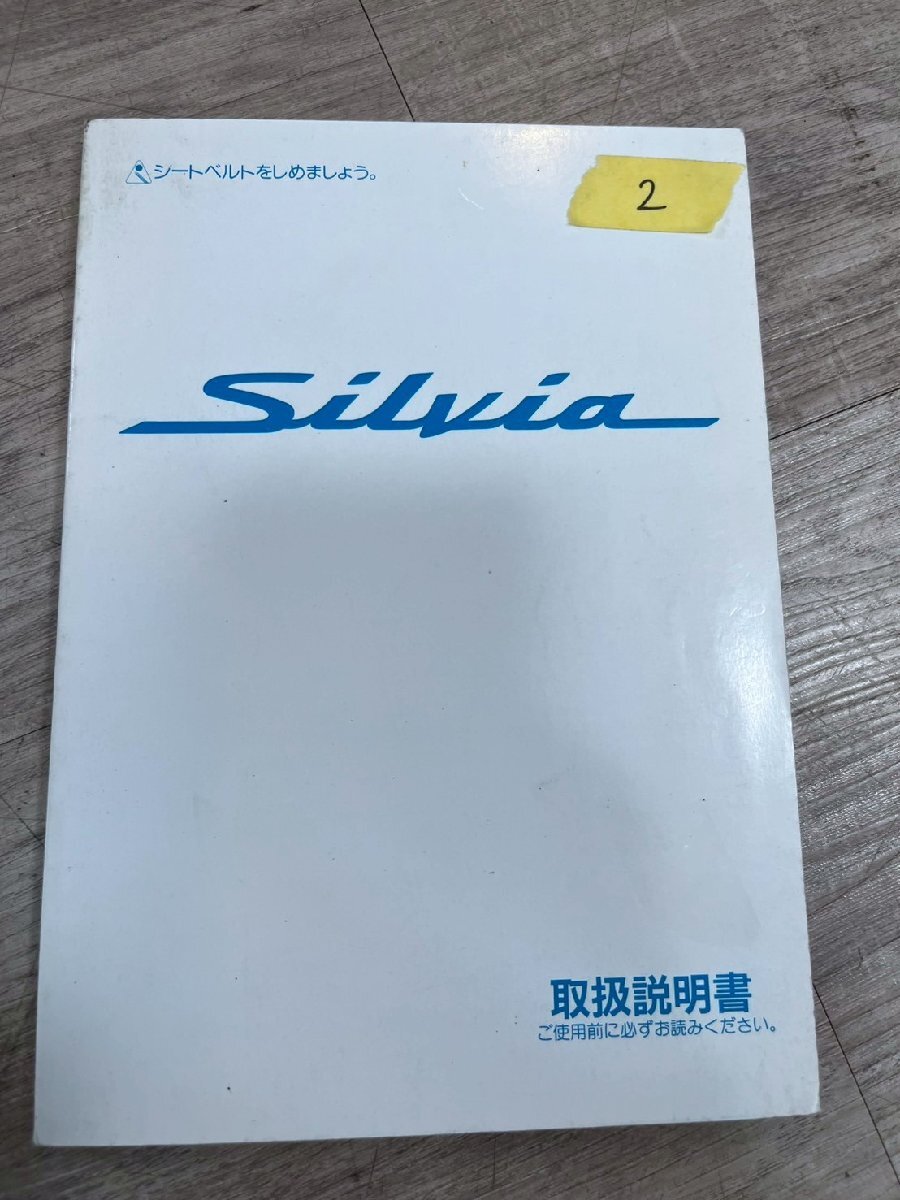 シートベルトをしめましょう。
2
Silvia
取扱説明書
ご使用前に必ずお読みください。